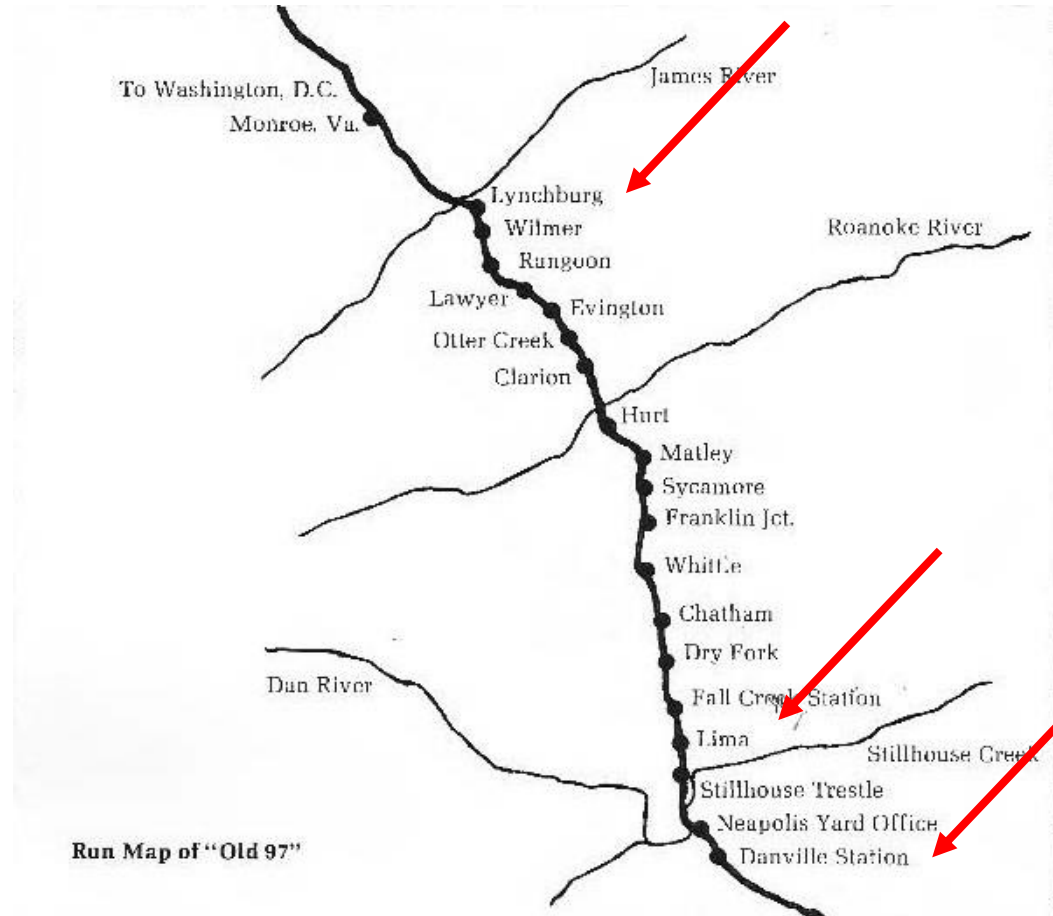 James River
To Washington, D.C.
Monroe, Va.
Lynchburg
Wilmer
Roanoke River
Rangoon
Lawyer
Evington
Otter Creek
Clarion
Hurt
Matley
Sycamore
Franklin Jct.
Whittle
Chatham
Dry Fork
Dan River
Fall Creek Station
Lima
Stillhouse Creek
Stillhouse Trestle
Neapolis Yard Office
Run Map of "Old 97"
Danville Station